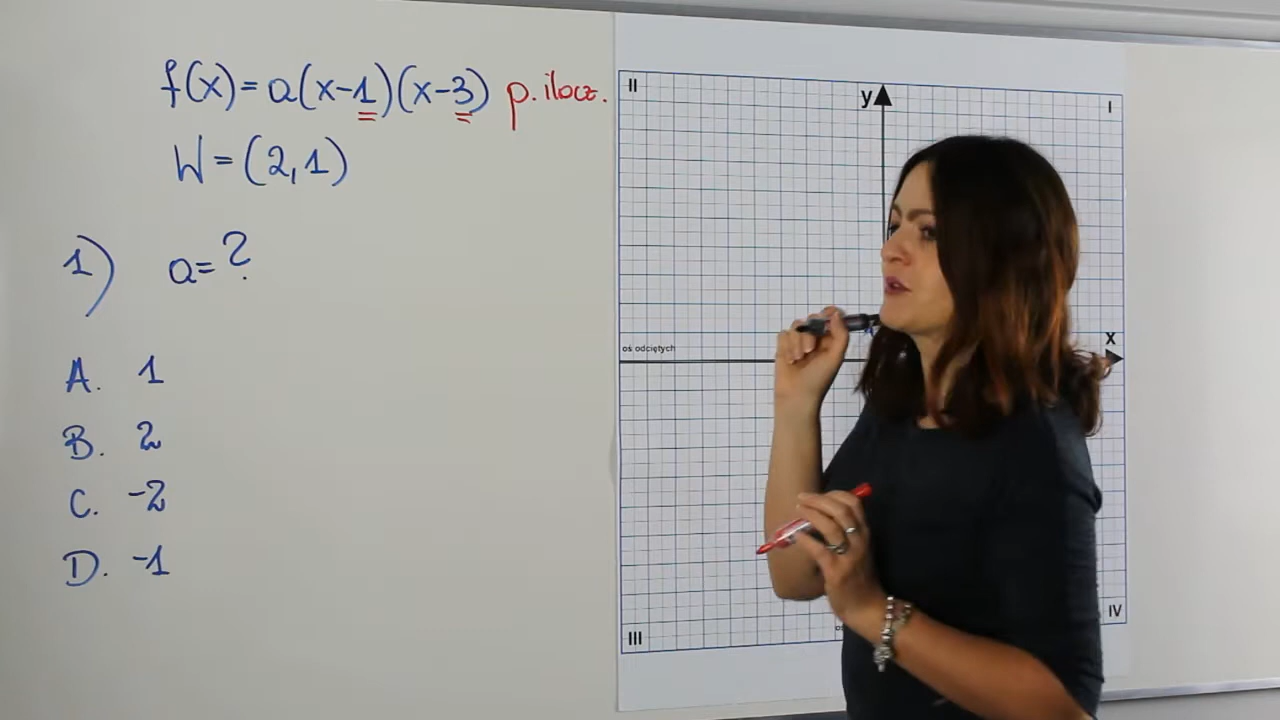 f(x)=a(x-1)(x-3) p. ilocz.
W=(2,1)
1) a=?
A. 1
B. 2
C. -2
D. -1
II
y
I
oś odciętych
x
III
IV